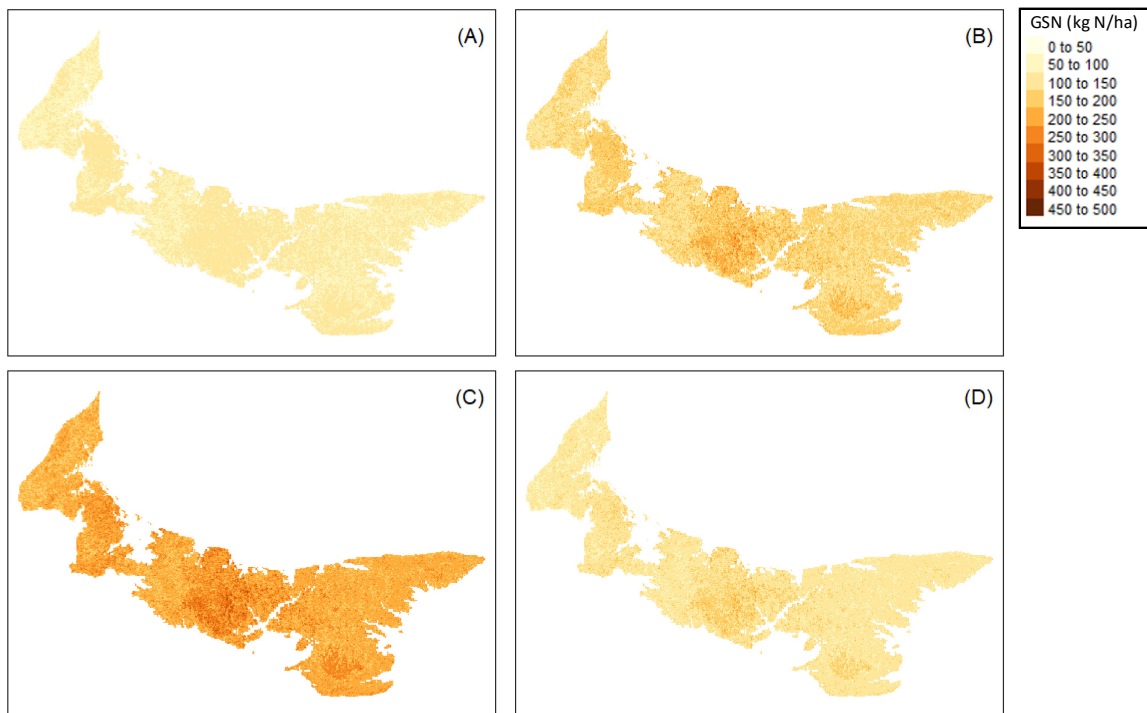 (A)
(B)
GSN (kg N/ha)
0 to 50
50 to 100
100 to 150
150 to 200
200 to 250
250 to 300
300 to 350
350 to 400
400 to 450
450 to 500
(C)
(D)